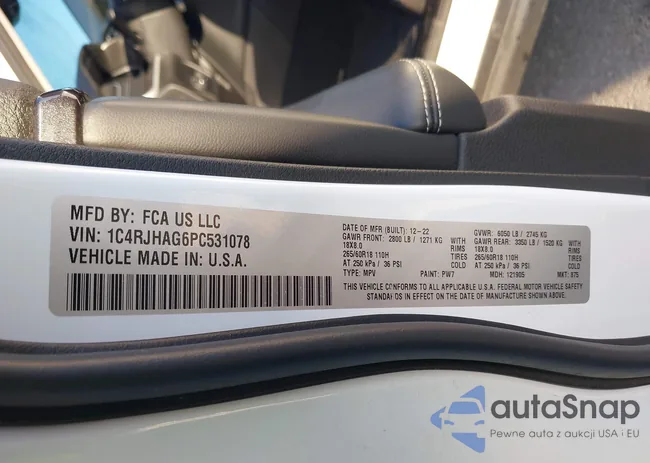 MFD BY: FCA US LLC
VIN: 1C4RJHAG6PC531078
VEHICLE MADE IN: U.S.A.
DATE OF MFR (BUILT): 12-22 GVWR: 6050 LB / 2745 KG
GAWR FRONT: 2800 LB / 1271 KG WITH GAWR REAR: 3350 LB / 1520 KG WITH
18X8.0 RIMS 18X8.0 RIMS
265/60R18 110H TIRES 265/60R18 110H TIRES
AT 250 kPa / 36 PSI COLD AT 250 kPa / 36 PSI COLD
TYPE: MPV PAINT: PW7 MDH: 121905 MKT: 875
THIS VEHICLE CONFORMS TO ALL APPLICABLE U.S.A. FEDERAL MOTOR VEHICLE SAFETY
STANDARDS IN EFFECT ON THE DATE OF MANUFACTURE SHOWN ABOVE.
autaSnap
Pewne auta z aukcji USA i EU